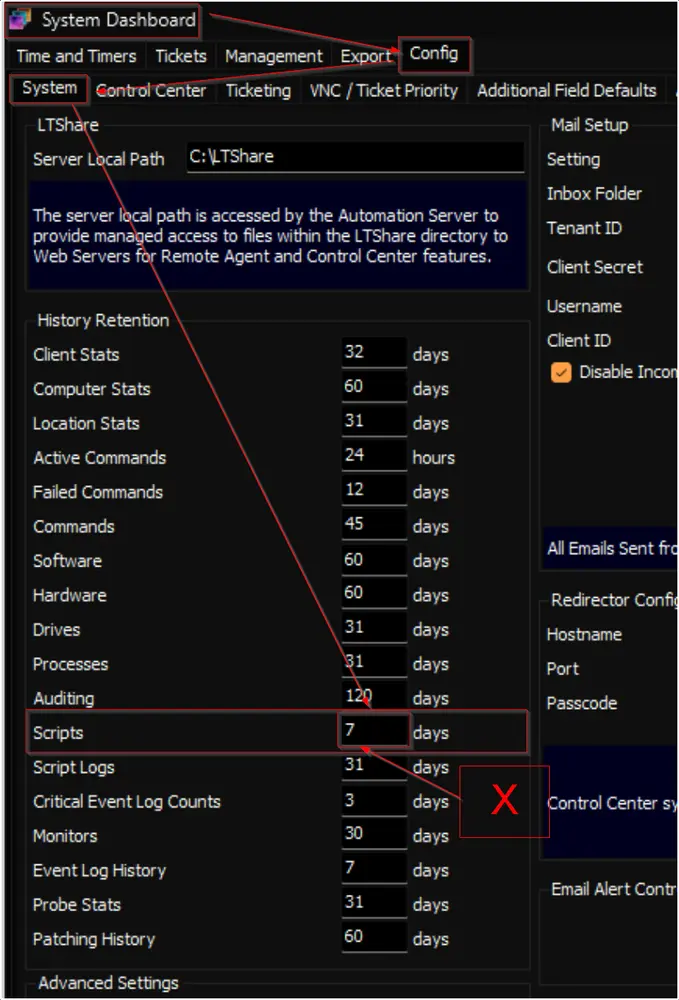 System Dashboard
Time and Timers Tickets Management Export Config
System Control Center Ticketing VNC / Ticket Priority Additional Field Defaults
LTShare
Server Local Path C:\LTShare
The server local path is accessed by the Automation Server to
provide managed access to files within the LTShare directory to
Web Servers for Remote Agent and Control Center features.
History Retention
Client Stats 32 days
Computer Stats 60 days
Location Stats 31 days
Active Commands 24 hours
Failed Commands 12 days
Commands 45 days
Software 60 days
Hardware 60 days
Drives 31 days
Processes 31 days
Auditing 120 days
Scripts 7 days
Script Logs 31 days
Critical Event Log Counts 3 days
Monitors 30 days
Event Log History 7 days
Probe Stats 31 days
Patching History 60 days
Advanced Settings
X
Mail Setup
Setting
Inbox Folder
Tenant ID
Client Secret
Username
Client ID
Disable Incom
All Emails Sent fro
Redirector Config
Hostname
Port
Passcode
Control Center sy
Email Alert Contr